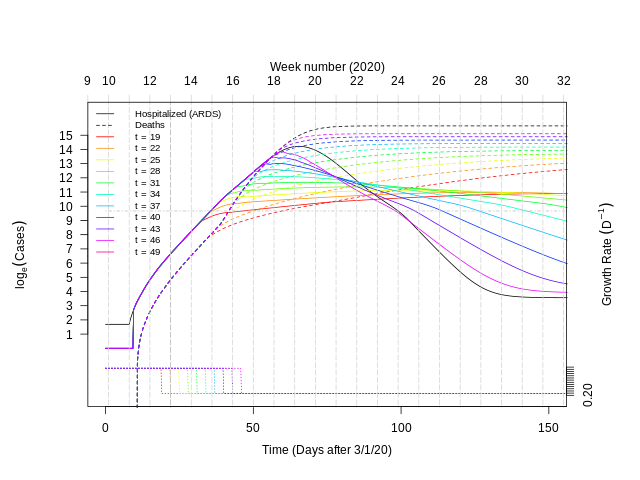 Week number (2020)
9 10 12 14 16 18 20 22 24 26 28 30 32
Hospitalized (ARDS)
Deaths
t = 19
t = 22
t = 25
t = 28
t = 31
t = 34
t = 37
t = 40
t = 43
t = 46
t = 49
15
14
13
12
11
10
9
8
7
6
5
4
3
2
1
logₑ(Cases)
Growth Rate (D⁻¹)
0.20
0 50 100 150
Time (Days after 3/1/20)